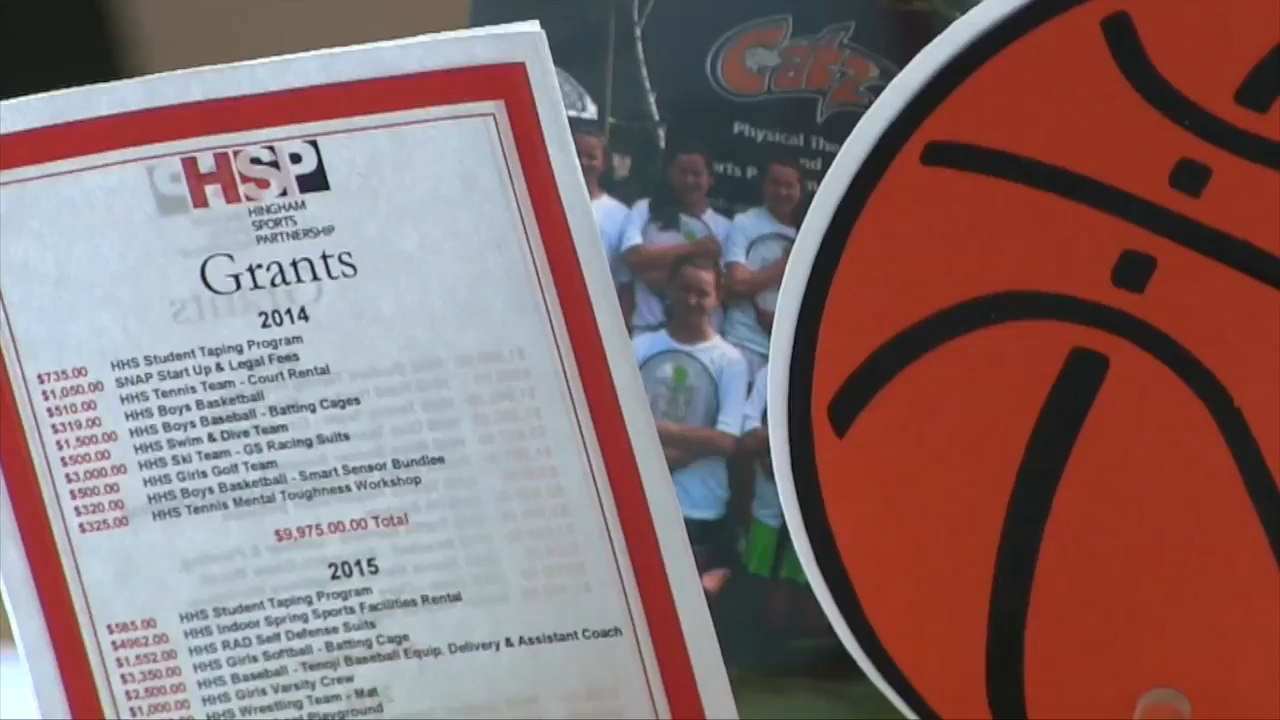 HSP
HINGHAM
SPORTS
PARTNERSHIP
Grants
2014
$735.00 HHS Student Taping Program
$1,050.00 SNAP Start Up & Legal Fees
$510.00 HHS Tennis Team - Court Rental
$319.00 HHS Boys Basketball
$1,500.00 HHS Boys Baseball - Batting Cages
$500.00 HHS Swim & Dive Team
$3,000.00 HHS Ski Team - GS Racing Suits
$500.00 HHS Girls Golf Team
$320.00 HHS Boys Basketball - Smart Sensor Bundlee
$325.00 HHS Tennis Mental Toughness Workshop
$9,975.00.00 Total
2015
$585.00 HHS Student Taping Program
$4962.00 HHS Indoor Spring Sports Facilities Rental
$1,552.00 HHS RAD Self Defense Suits
$3,350.00 HHS Girls Softball - Batting Cage
$2,500.00 HHS Baseball - Tenoji Baseball Equip. Delivery & Assistant Coach
$1,000.00 HHS Girls Varsity Crew
HHS Wrestling Team - Mat
Playground
Catz
Physical